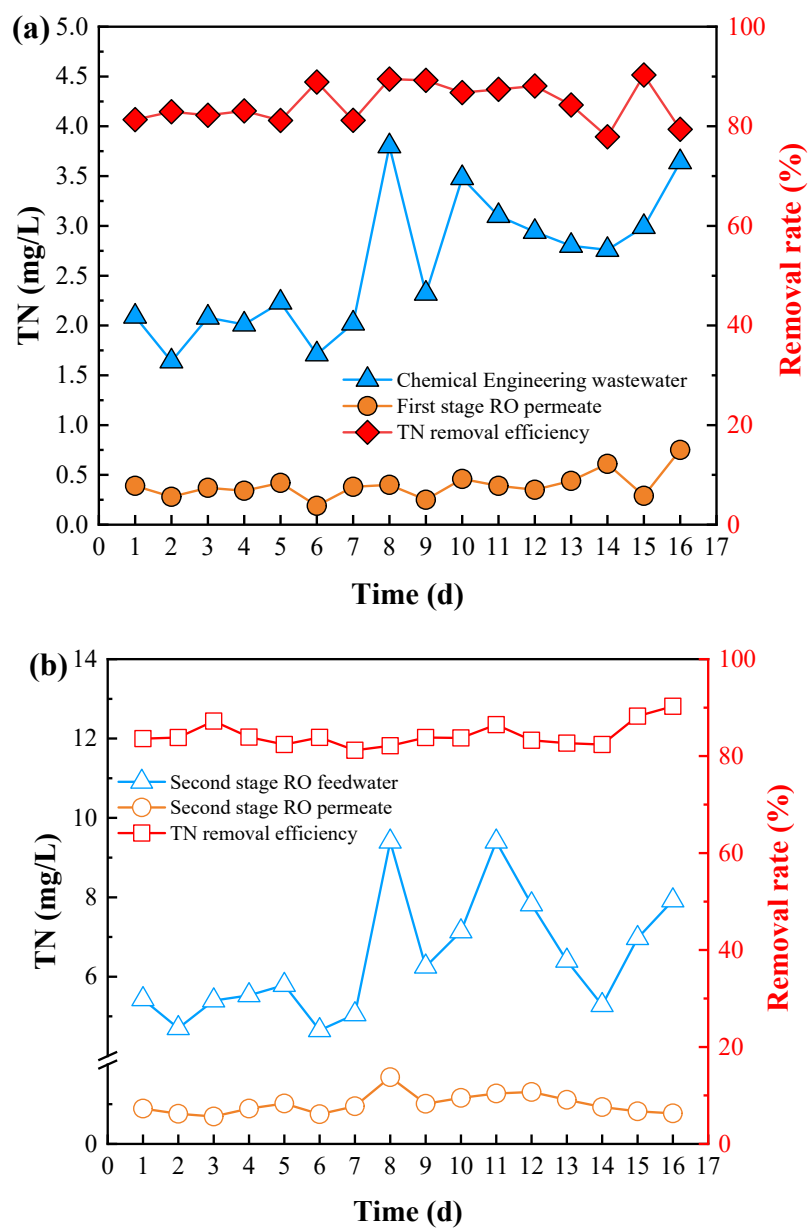 (a)
5.0
4.5
4.0
3.5
3.0
2.5
2.0
1.5
1.0
0.5
0.0
TN (mg/L)
100
80
60
40
20
0
Removal rate (%)
Chemical Engineering wastewater
First stage RO permeate
TN removal efficiency
0 1 2 3 4 5 6 7 8 9 10 11 12 13 14 15 16 17
Time (d)
(b)
14
12
10
8
6
0
TN (mg/L)
100
80
60
40
20
0
Removal rate (%)
Second stage RO feedwater
Second stage RO permeate
TN removal efficiency
0 1 2 3 4 5 6 7 8 9 10 11 12 13 14 15 16 17
Time (d)